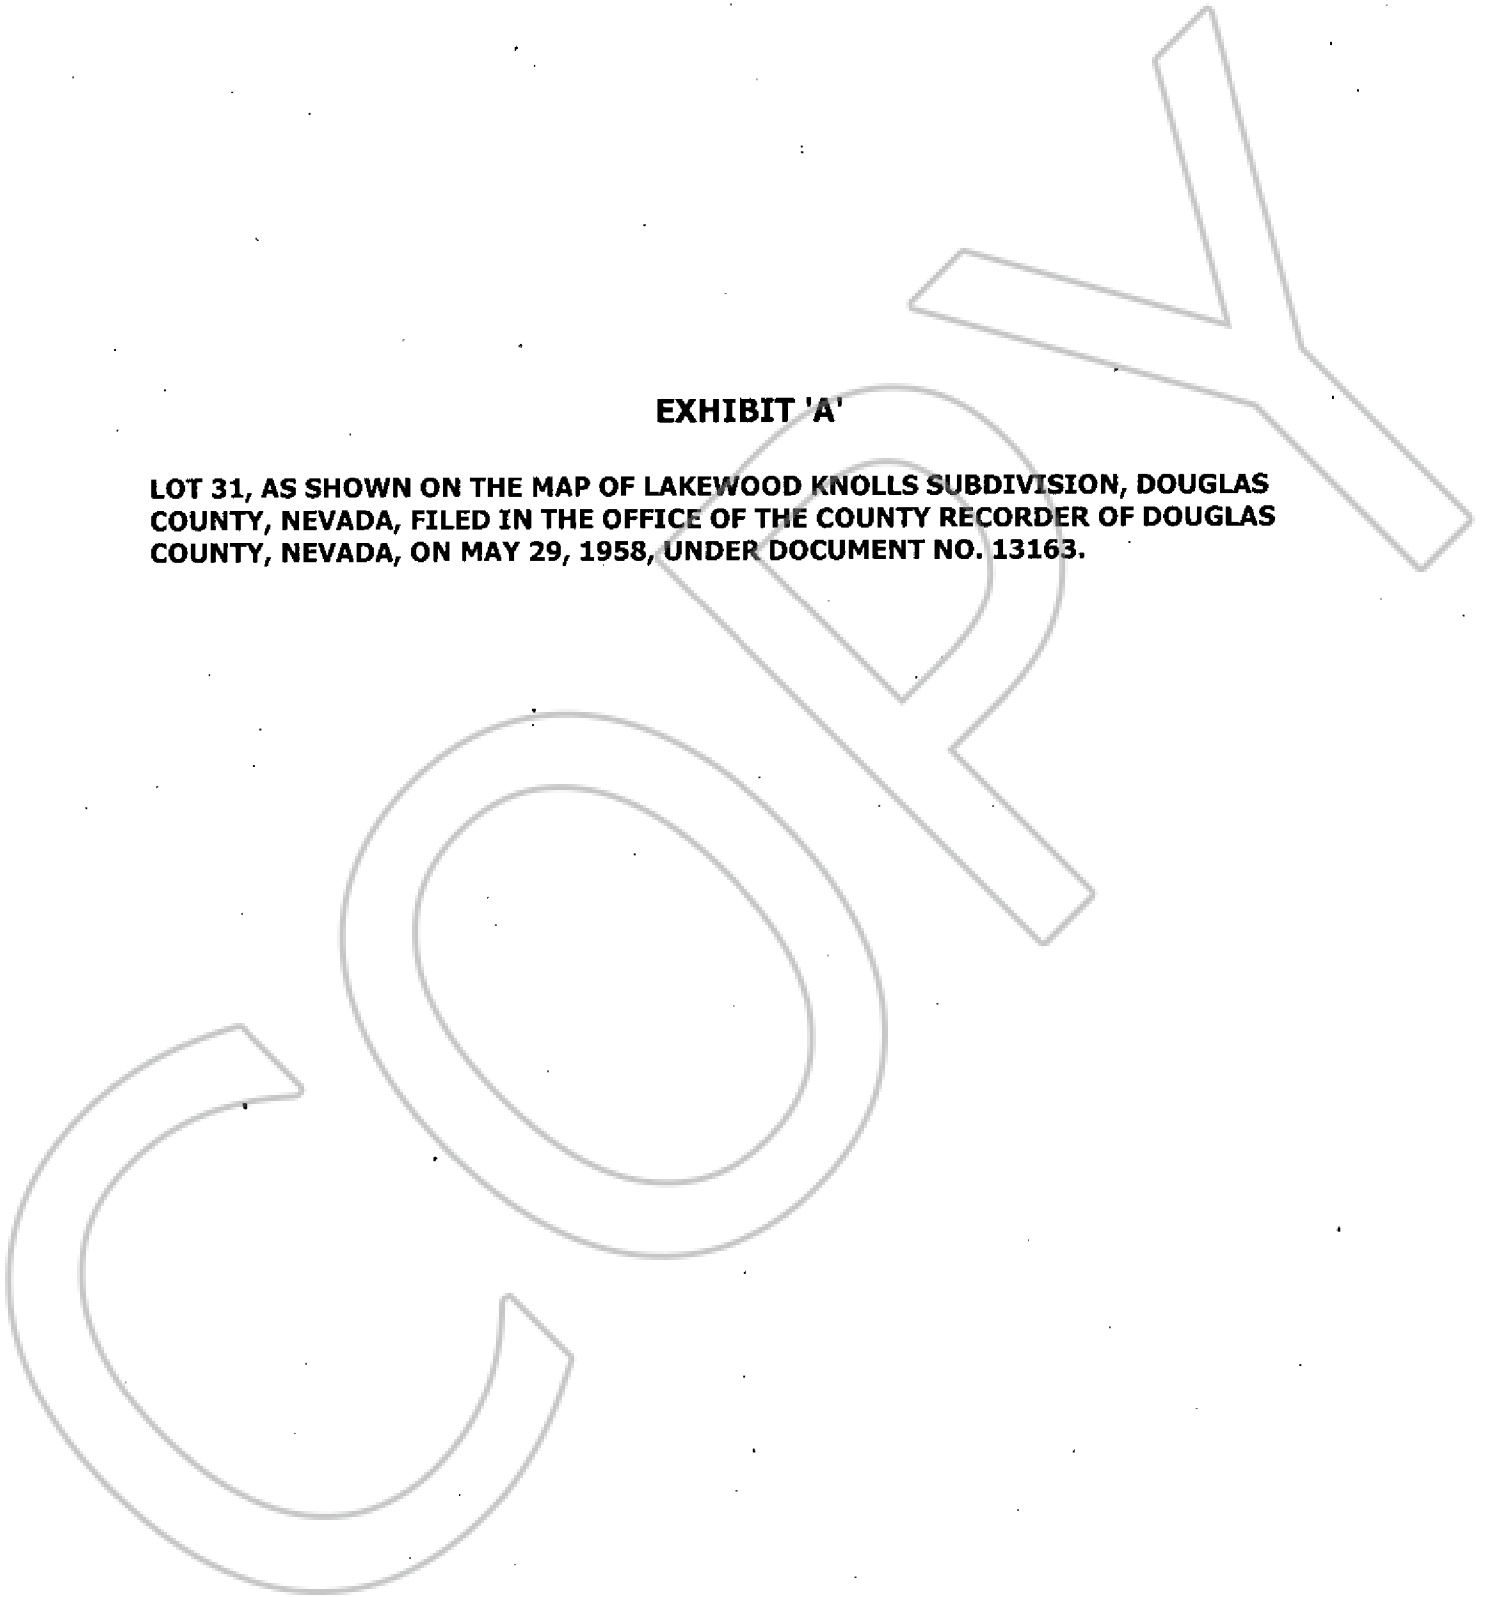 EXHIBIT 'A'
LOT 31, AS SHOWN ON THE MAP OF LAKEWOOD KNOLLS SUBDIVISION, DOUGLAS
COUNTY, NEVADA, FILED IN THE OFFICE OF THE COUNTY RECORDER OF DOUGLAS
COUNTY, NEVADA, ON MAY 29, 1958, UNDER DOCUMENT NO. 13163.
COPY